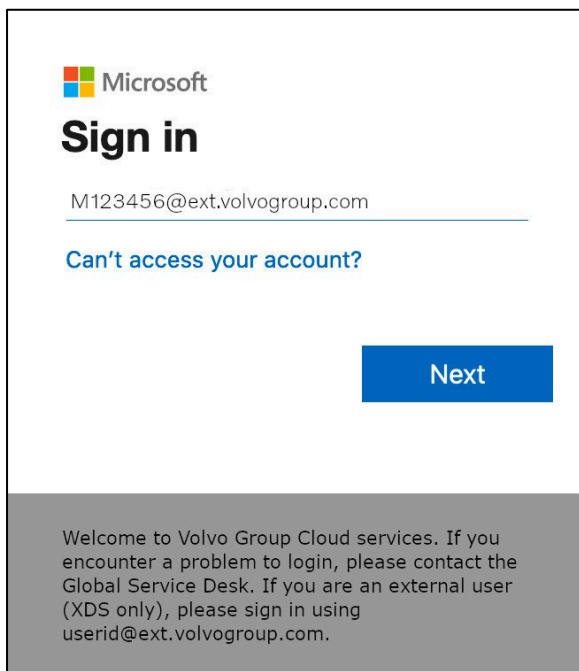 Microsoft
Sign in
M123456@ext.volvogroup.com
Can’t access your account?
Next
Welcome to Volvo Group Cloud services. If you
encounter a problem to login, please contact the
Global Service Desk. If you are an external user
(XDS only), please sign in using
userid@ext.volvogroup.com.